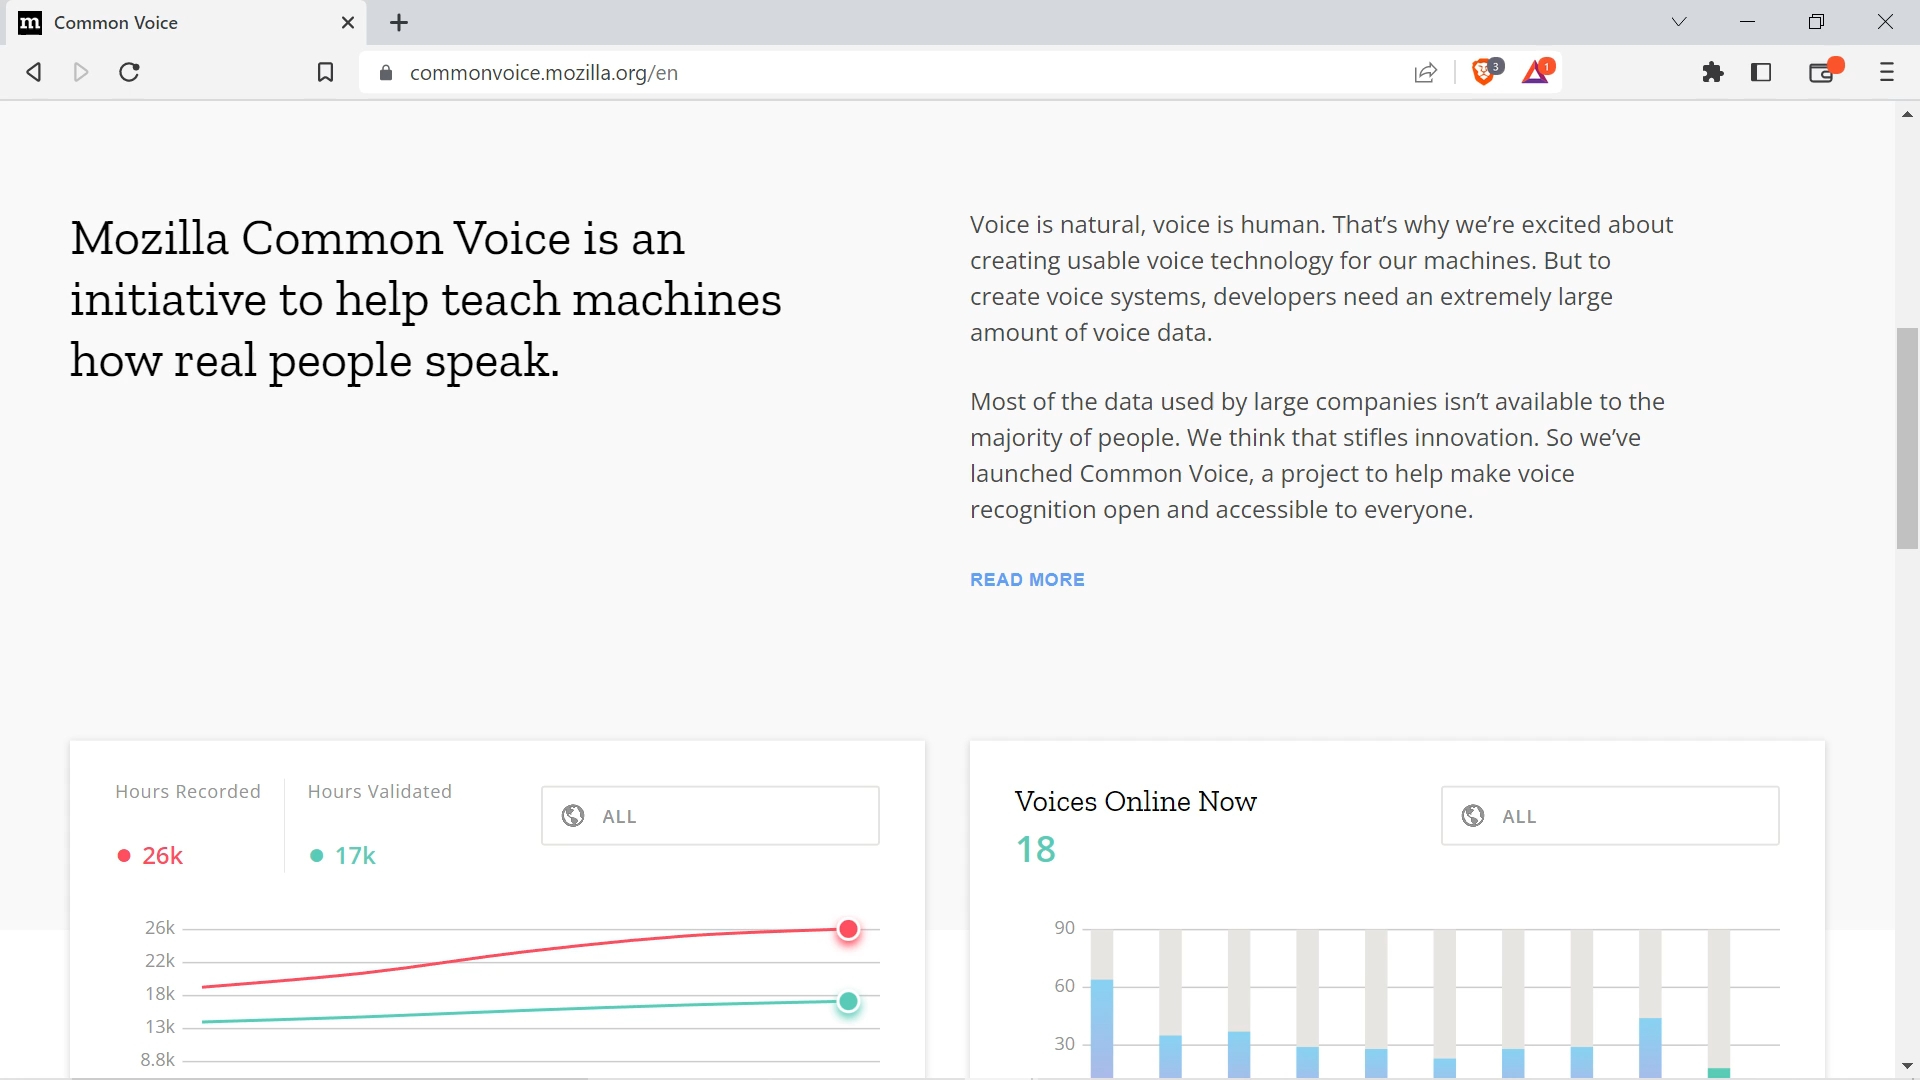 Common Voice
commonvoice.mozilla.org/en
3
1
Mozilla Common Voice is an
initiative to help teach machines
how real people speak.
Voice is natural, voice is human. That’s why we’re excited about
creating usable voice technology for our machines. But to
create voice systems, developers need an extremely large
amount of voice data.
Most of the data used by large companies isn’t available to the
majority of people. We think that stifles innovation. So we’ve
launched Common Voice, a project to help make voice
recognition open and accessible to everyone.
READ MORE
Hours Recorded
26k
Hours Validated
17k
ALL
26k
22k
18k
13k
8.8k
Voices Online Now
18
ALL
90
60
30